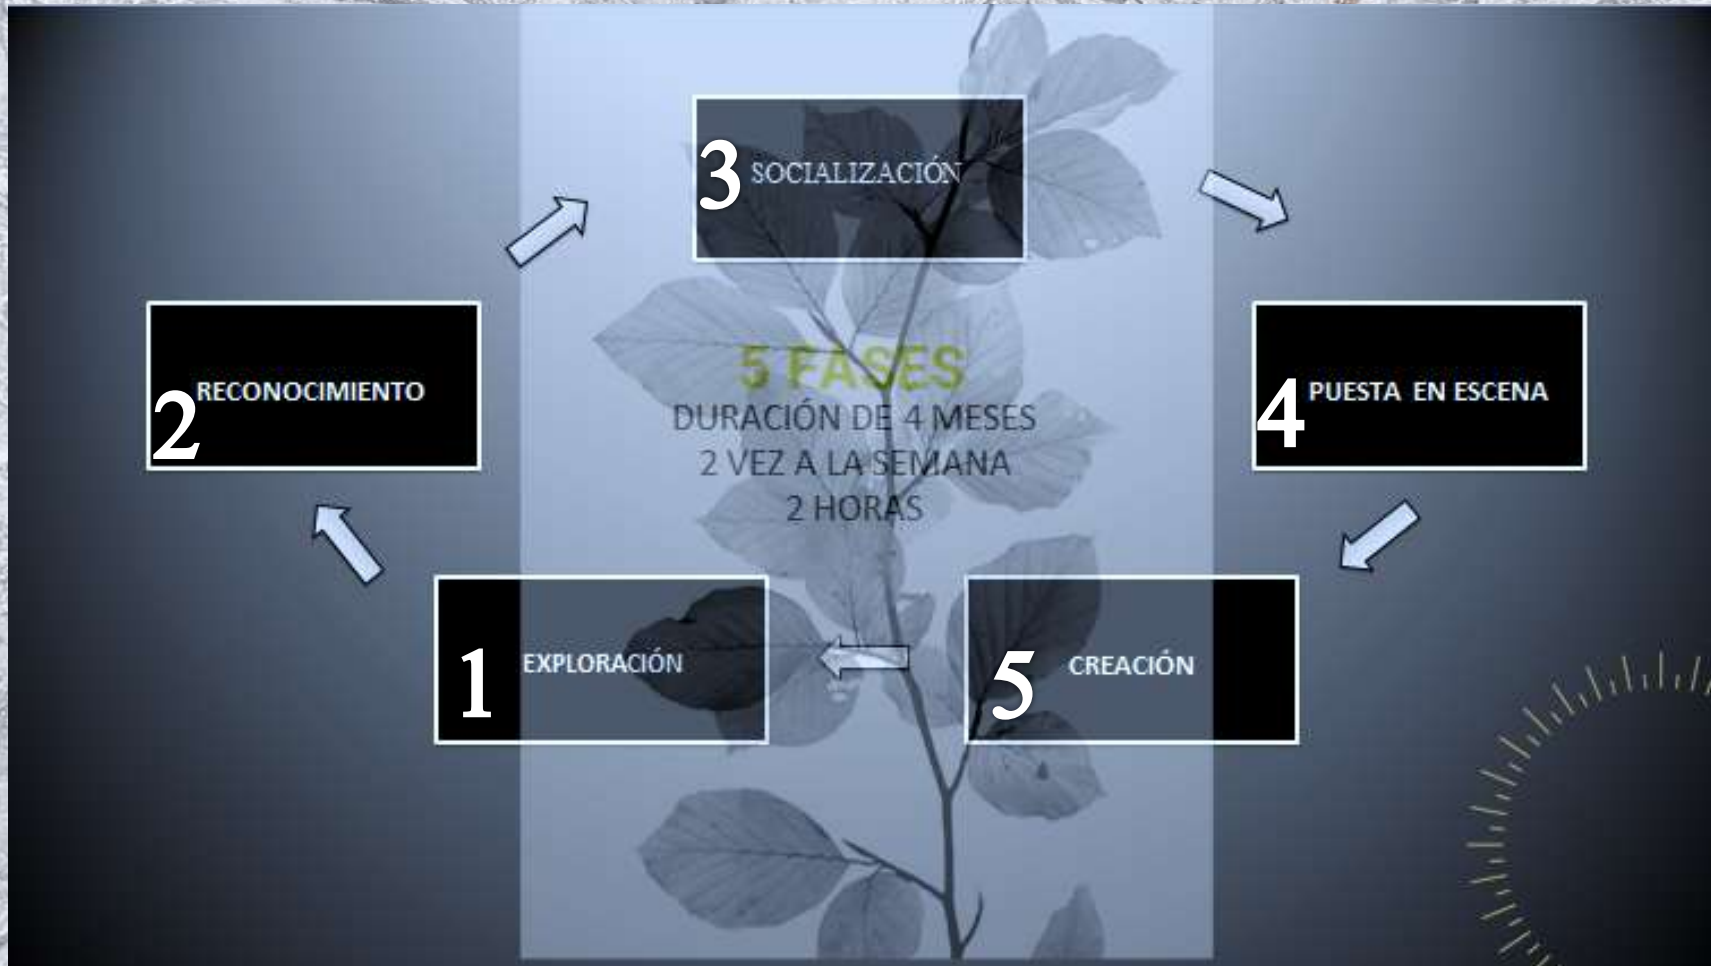 3 SOCIALIZACIÓN
2 RECONOCIMIENTO
4 PUESTA EN ESCENA
5 FASES
DURACIÓN DE 4 MESES
2 VEZ A LA SEMANA
2 HORAS
1 EXPLORACIÓN
5 CREACIÓN